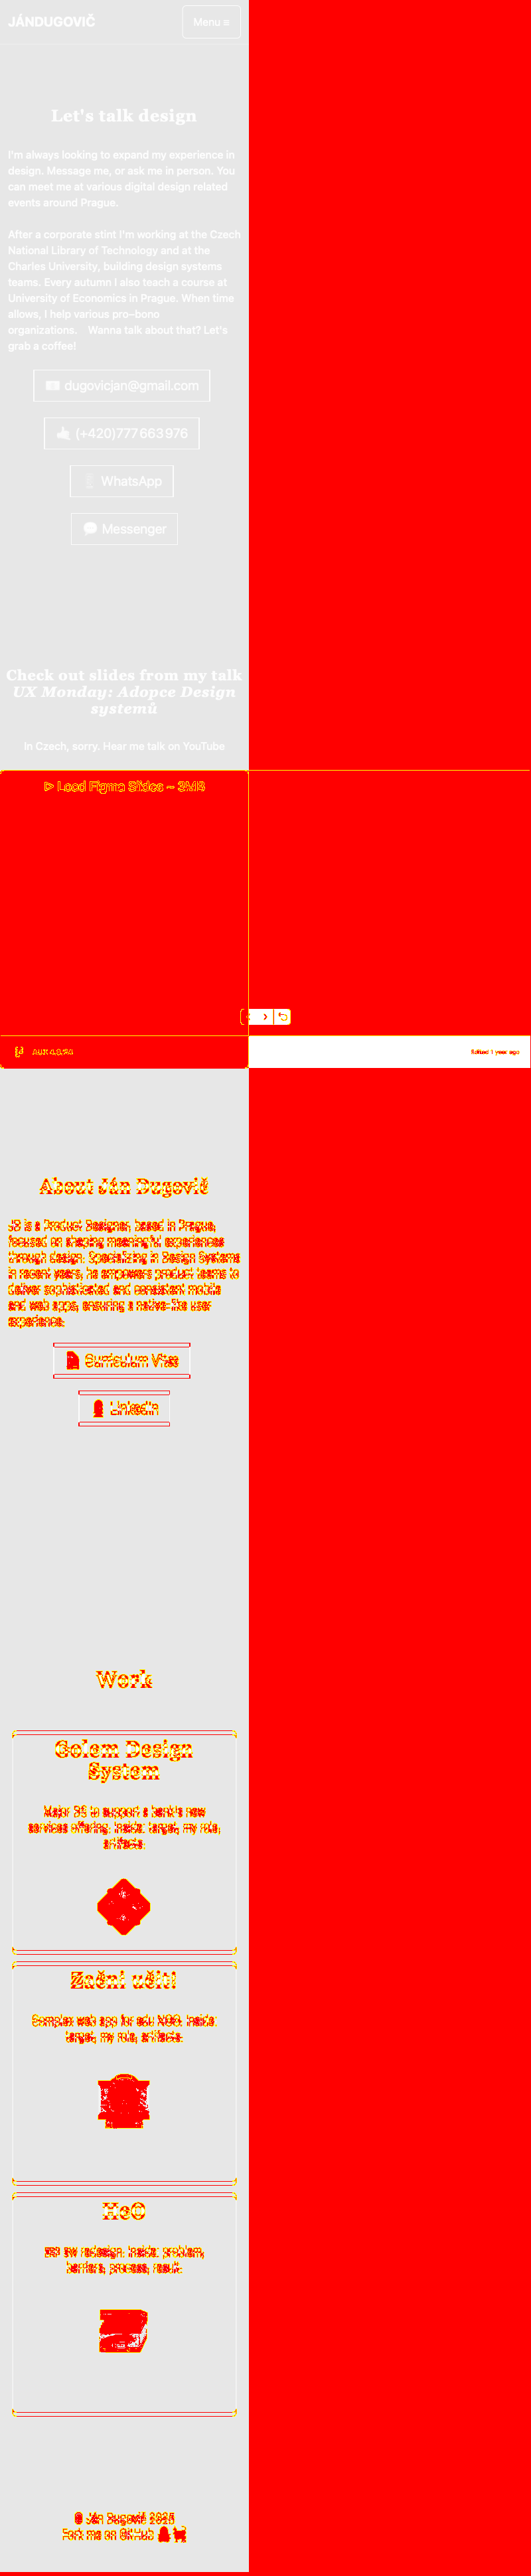 JÁNDUGOVIČ
Menu ≡
Let's talk design
I'm always looking to expand my experience in
design. Message me, or ask me in person. You
can meet me at various digital design related
events around Prague.
After a corporate stint I'm working at the Czech
National Library of Technology and at the
Charles University, building design systems
teams. Every autumn I also teach a course at
University of Economics in Prague. When time
allows, I help various pro–bono
organizations. Wanna talk about that? Let's
grab a coffee!
dugovicjan@gmail.com
(+420)777663976
WhatsApp
💬 Messenger
Check out slides from my talk
UX Monday: Adopce Design
systemů
In Czech, sorry. Hear me talk on YouTube
▷ Load Figma Slides ~ 3MB
Edited 1 year ago
About Ján Dugovič
JD is a Product Designer, based in Prague,
focused on shaping meaningful experiences
through design. Specializing in Design Systems
in recent years, he empowers product teams to
deliver sophisticated and consistent mobile
and web apps, ensuring a native-like user
experience.
Curriculum Vitae
LinkedIn
Work
Golem Design
System
Major DS to support a bank's new
services offering. Inside: target, my role,
artifacts.
Začni učit!
Complex web app for edu NGO. Inside:
target, my role, artifacts.
HeO
redesign. Inside: problem,
barriers, process, result.
© Ján Dugovič 2025
Fork me on GitHub